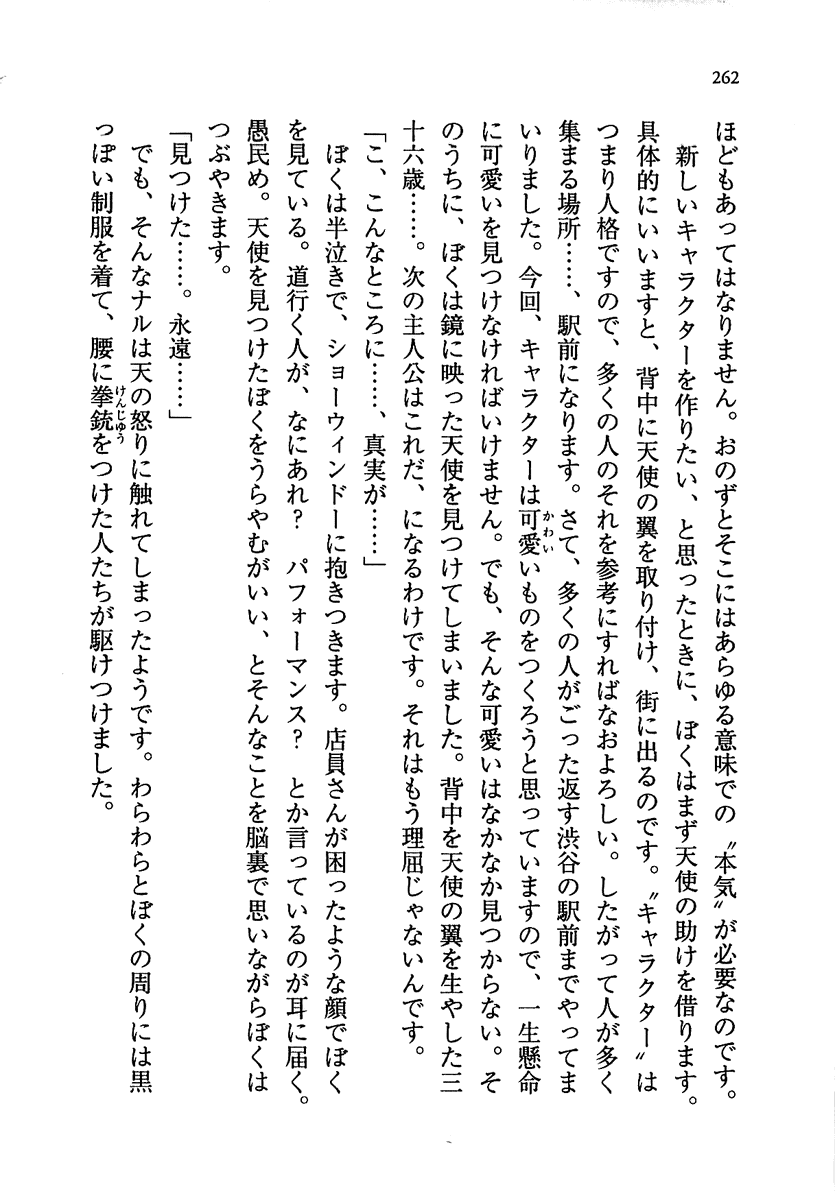 262
ほどもあってはなりません。おのずとそこにはあらゆる意味での〝本気〟が必要なのです。
新しいキャラクターを作りたい、と思ったときに、ぼくはまず天使の助けを借ります。
具体的にいいますと、背中に天使の翼を取り付け、街に出るのです。〝キャラクター〟は
つまり人格ですので、多くの人のそれを参考にすればなおよろしい。したがって人が多く
集まる場所……、駅前になります。さて、多くの人がごった返す渋谷の駅前までやってま
いりました。今回、キャラクターは可愛いものをつくろうと思っていますので、一生懸命
に可愛いを見つけなければいけません。でも、そんな可愛いはなかなか見つからない。そ
のうちに、ぼくは鏡に映った天使を見つけてしまいました。背中を天使の翼を生やした三
十六歳……。次の主人公はこれだ、になるわけです。それはもう理屈じゃないんです。
「こ、こんなところに……、真実が……」
ぼくは半泣きで、ショーウィンドーに抱きつきます。店員さんが困ったような顔でぼく
を見ている。道行く人が、なにあれ？　パフォーマンス？　とか言っているのが耳に届く。
愚民め。天使を見つけたぼくをうらやむがいい、とそんなことを脳裏で思いながらぼくは
つぶやきます。
「見つけた……。永遠……」
でも、そんなナルは天の怒りに触れてしまったようです。わらわらとぼくの周りには黒
っぽい制服を着て、腰に拳銃をつけた人たちが駆けつけました。
かわい
けんじゆう